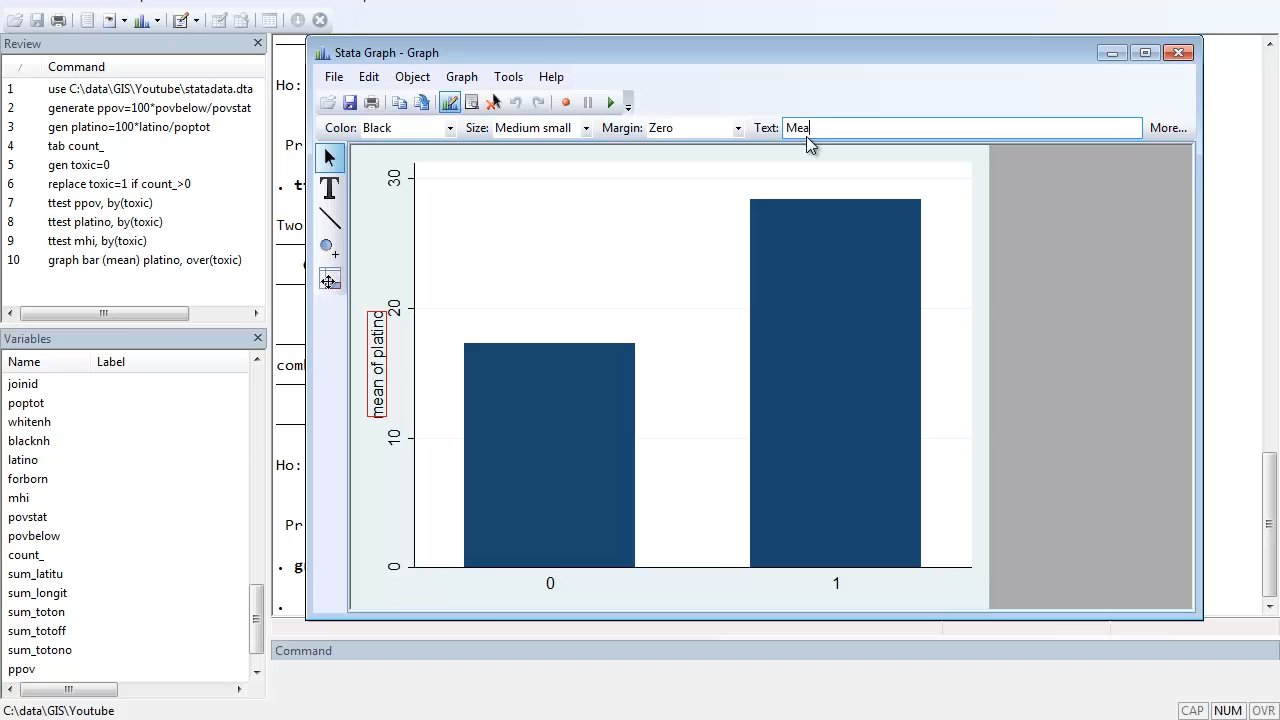 Review
Command
1 use C:\data\GIS\Youtube\statadata.dta
2 generate ppov=100*povbelow/povstat
3 gen platino=100*latino/poptot
4 tab count_
5 gen toxic=0
6 replace toxic=1 if count_>0
7 ttest ppov, by(toxic)
8 ttest platino, by(toxic)
9 ttest mhi, by(toxic)
10 graph bar (mean) platino, over(toxic)
Variables
Name Label
joinid
poptot
whitenh
blacknh
latino
forborn
mhi
povstat
povbelow
count_
sum_latitu
sum_longit
sum_toton
sum_totoff
sum_totono
ppov
C:\data\GIS\Youtube
Ho:
Pr
. t
Two
com
Ho:
Pr
. g
.
Stata Graph - Graph
File Edit Object Graph Tools Help
Color: Black Size: Medium small Margin: Zero Text: Mea More...
T
mean of platino
30
20
10
0
0 1
Command
CAP NUM OVR